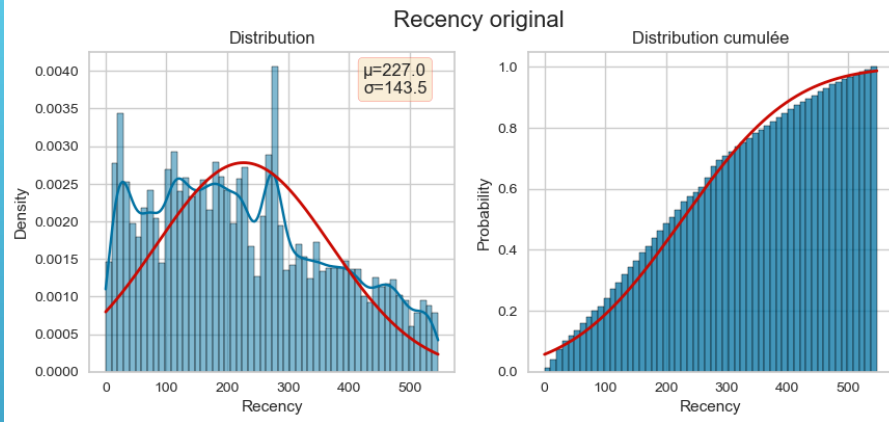 Recency original
Distribution
μ=227.0
σ=143.5
0.0040
0.0035
0.0030
0.0025
0.0020
0.0015
0.0010
0.0005
0.0000
Density
0 100 200 300 400 500
Recency
Distribution cumulée
1.0
0.8
0.6
0.4
0.2
0.0
Probability
0 100 200 300 400 500
Recency